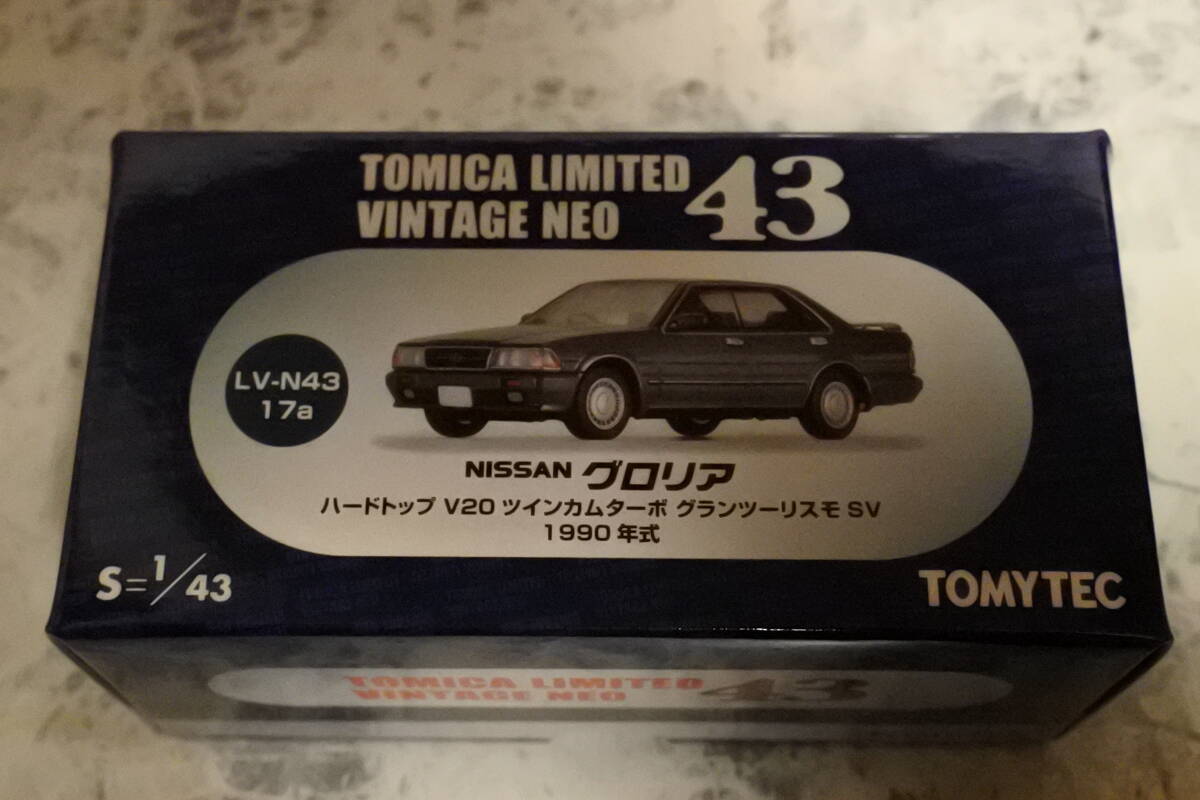 TOMICA LIMITED
VINTAGE NEO 43
LV-N43
17a
NISSAN グロリア
ハードトップ V20 ツインカムターボ グランツーリスモ SV
1990 年式
S=1/43
TOMYTEC
TOMICA LIMITED
VINTAGE NEO 43